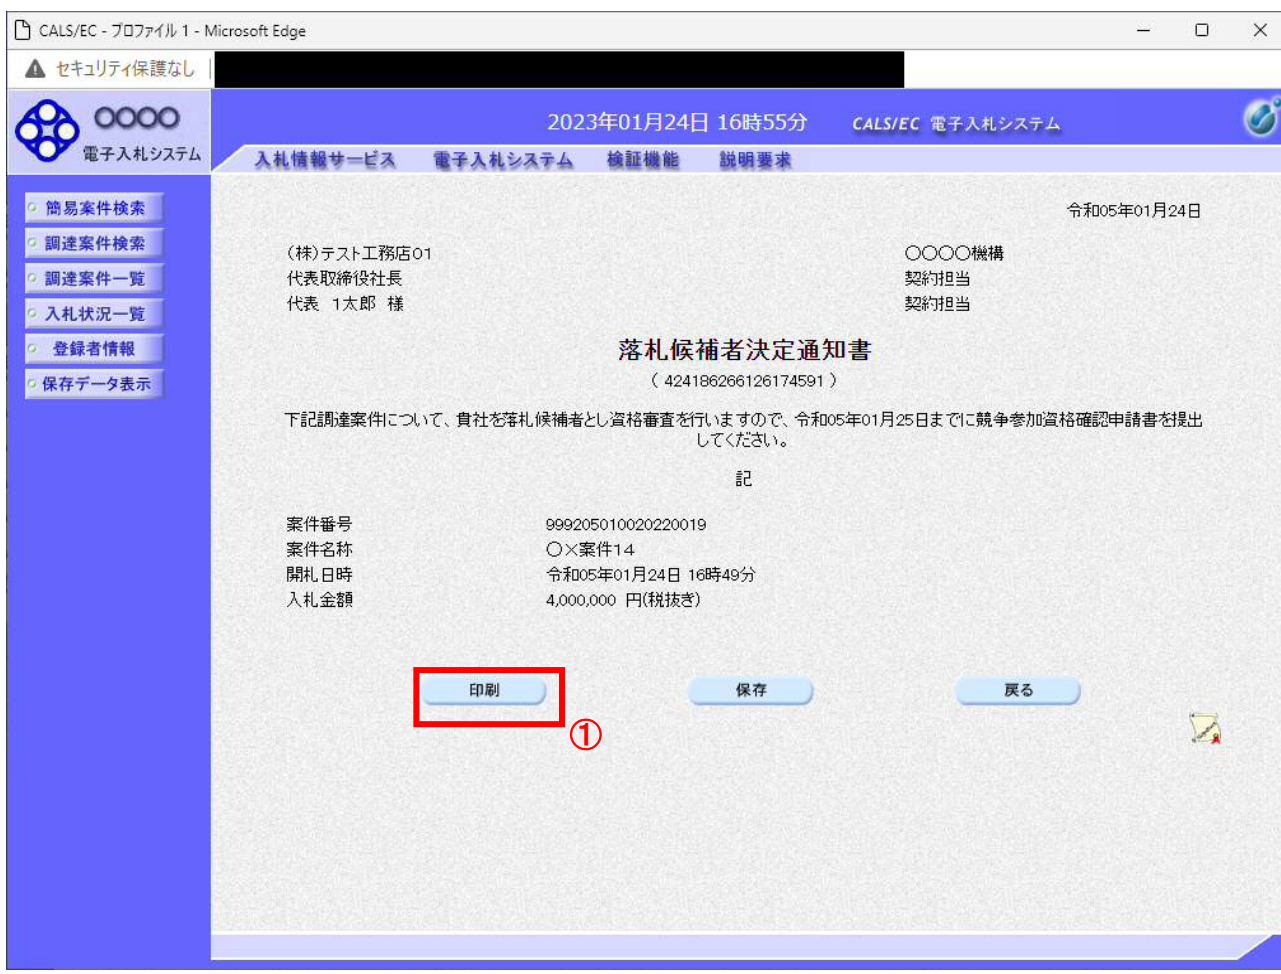 CALS/EC - プロファイル 1 - Microsoft Edge
セキュリティ保護なし
○○○○
電子入札システム
2023年01月24日 16時55分 CALS/EC 電子入札システム
入札情報サービス 電子入札システム 検証機能 説明要求
簡易案件検索
調達案件検索
調達案件一覧
入札状況一覧
登録者情報
保存データ表示
令和05年01月24日
(株)テスト工務店01 ○○○○機構
代表取締役社長 契約担当
代表 1太郎 様 契約担当
落札候補者決定通知書
( 424186266126174591 )
下記調達案件について、貴社を落札候補者とし資格審査を行いますので、令和05年01月25日までに競争参加資格確認申請書を提出
してください。
記
案件番号 999205010020220019
案件名称 ○×案件14
開札日時 令和05年01月24日 16時49分
入札金額 4,000,000 円(税抜き)
印刷 保存 戻る
①